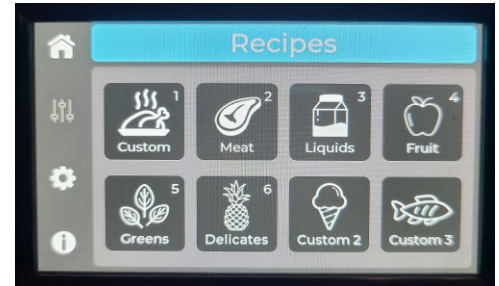 Recipes
1
Custom
2
Meat
3
Liquids
4
Fruit
5
Greens
6
Delicates
Custom 2
Custom 3
i